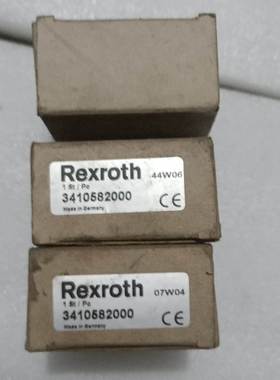 Rexroth 44W06
1 St / Pc
3410582000
Made in Germany
CE
Rexroth 07W04
1 St / Pc
3410582000
Made in Germany
CE